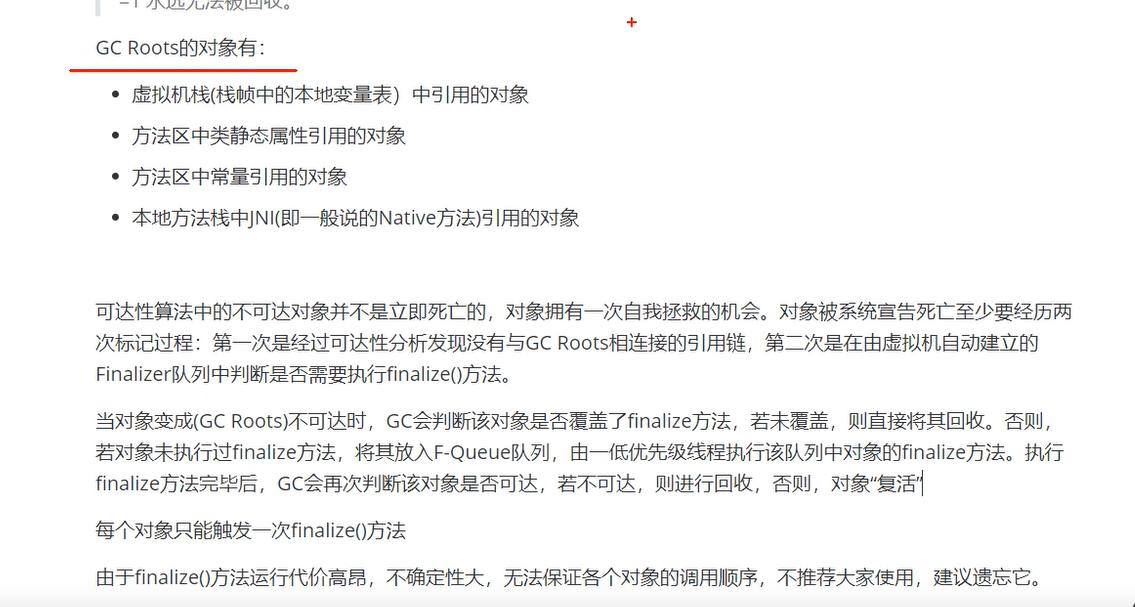 =1 永远无法被回收。
GC Roots的对象有：
虚拟机栈(栈帧中的本地变量表）中引用的对象
方法区中类静态属性引用的对象
方法区中常量引用的对象
本地方法栈中JNI(即一般说的Native方法)引用的对象
可达性算法中的不可达对象并不是立即死亡的，对象拥有一次自我拯救的机会。对象被系统宣告死亡至少要经历两
次标记过程：第一次是经过可达性分析发现没有与GC Roots相连接的引用链，第二次是在由虚拟机自动建立的
Finalizer队列中判断是否需要执行finalize()方法。
当对象变成(GC Roots)不可达时，GC会判断该对象是否覆盖了finalize方法，若未覆盖，则直接将其回收。否则，
若对象未执行过finalize方法，将其放入F-Queue队列，由一低优先级线程执行该队列中对象的finalize方法。执行
finalize方法完毕后，GC会再次判断该对象是否可达，若不可达，则进行回收，否则，对象“复活”
每个对象只能触发一次finalize()方法
由于finalize()方法运行代价高昂，不确定性大，无法保证各个对象的调用顺序，不推荐大家使用，建议遗忘它。